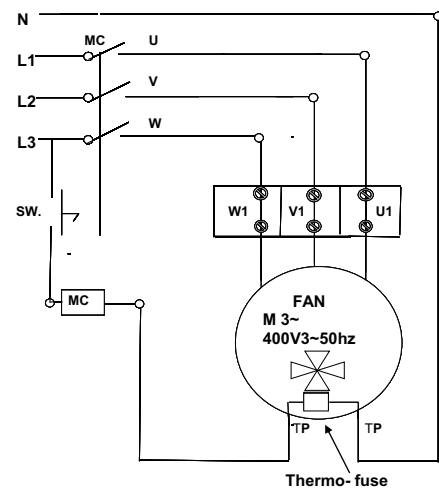 N
MC
U
L1
V
L2
W
L3
SW.
W1
V1
U1
MC
FAN
M 3~
400V3~50hz
TP
TP
Thermo- fuse